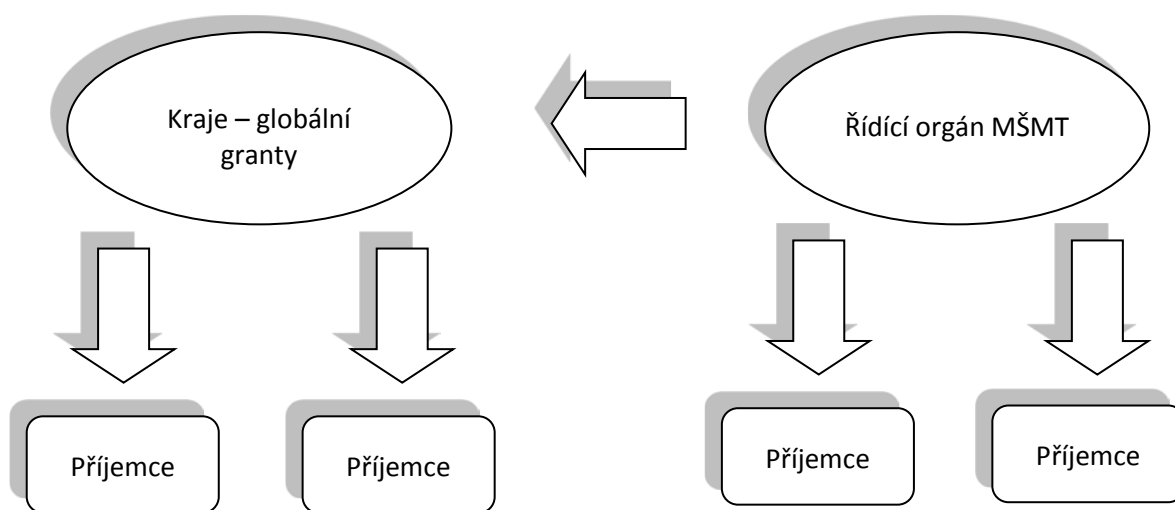 Kraje – globální
granty
Řídící orgán MŠMT
Příjemce
Příjemce
Příjemce
Příjemce